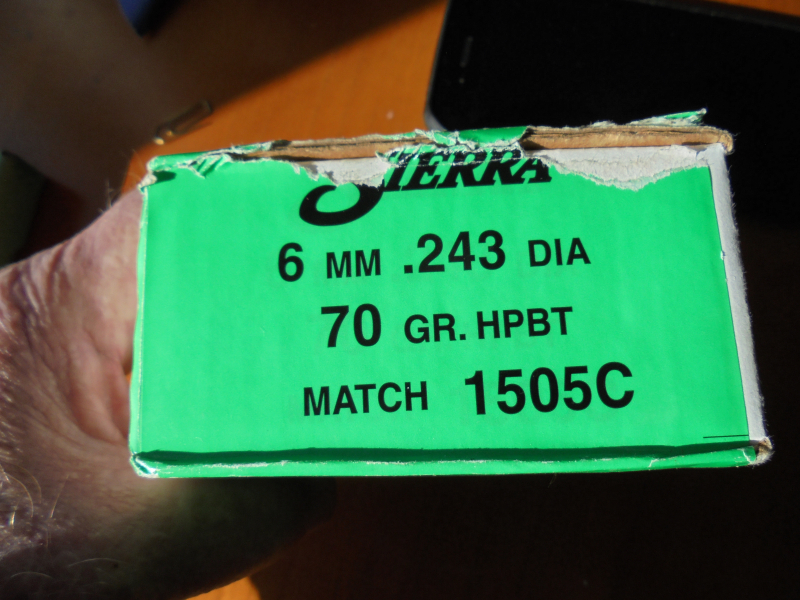 SIERRA
6 MM .243 DIA
70 GR. HPBT
MATCH 1505C